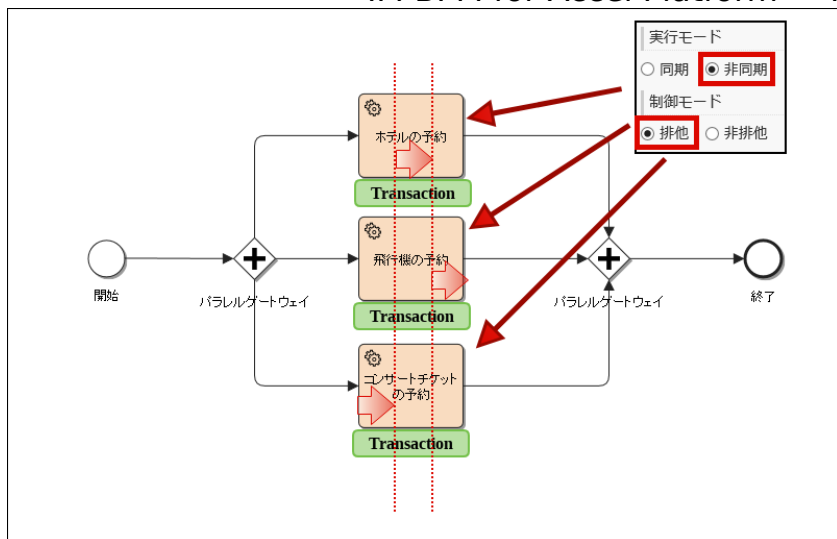 実行モード
同期 非同期
制御モード
排他 非排他
ホテルの予約
Transaction
飛行機の予約
Transaction
開始
パラレルゲートウェイ
パラレルゲートウェイ
終了
コンサートチケット
の予約
Transaction